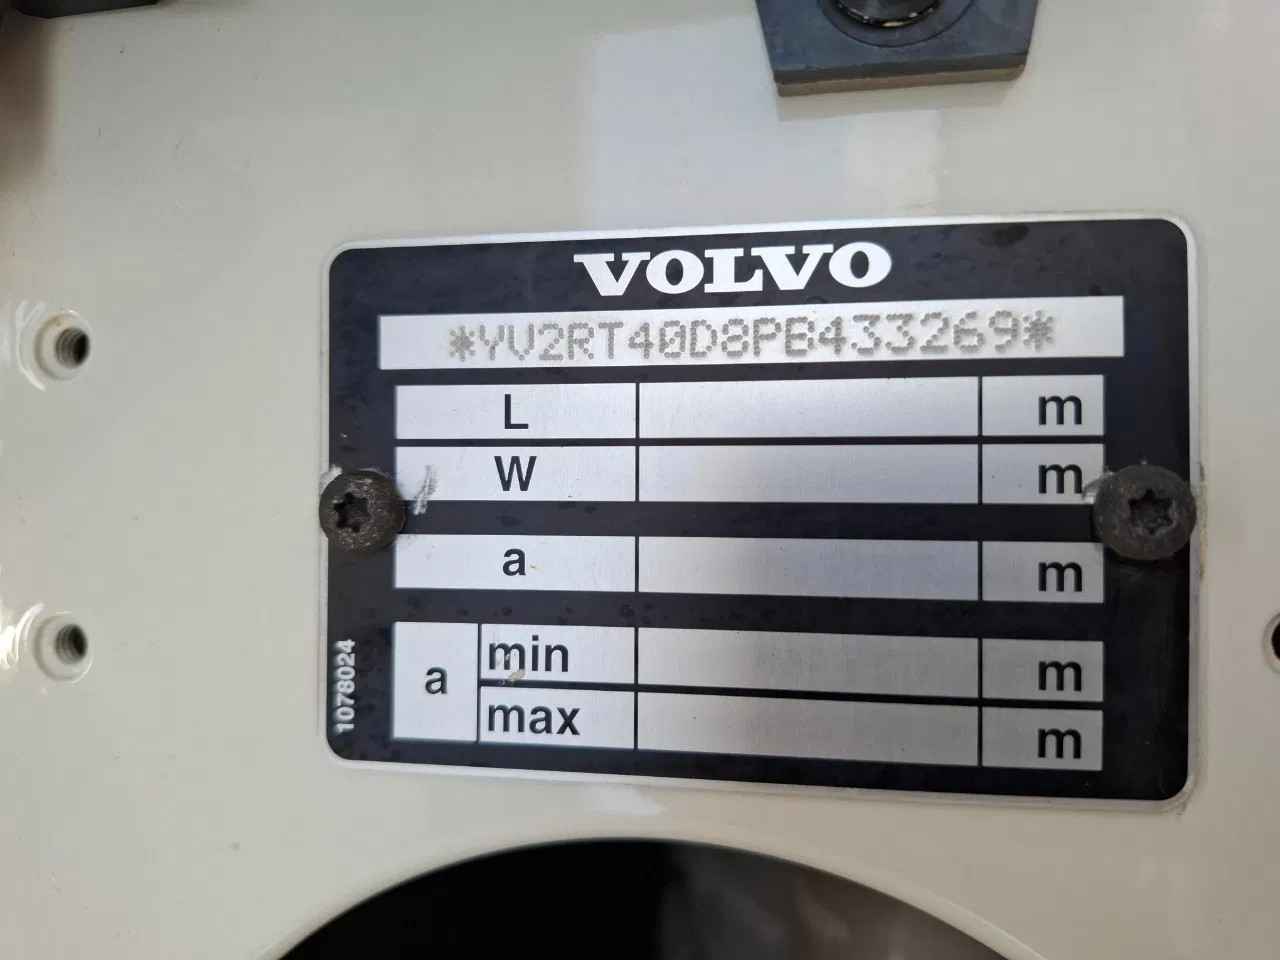 VOLVO
*YV2RT40D8PB433269*
L m
W m
a m
a min m
max m
1078024